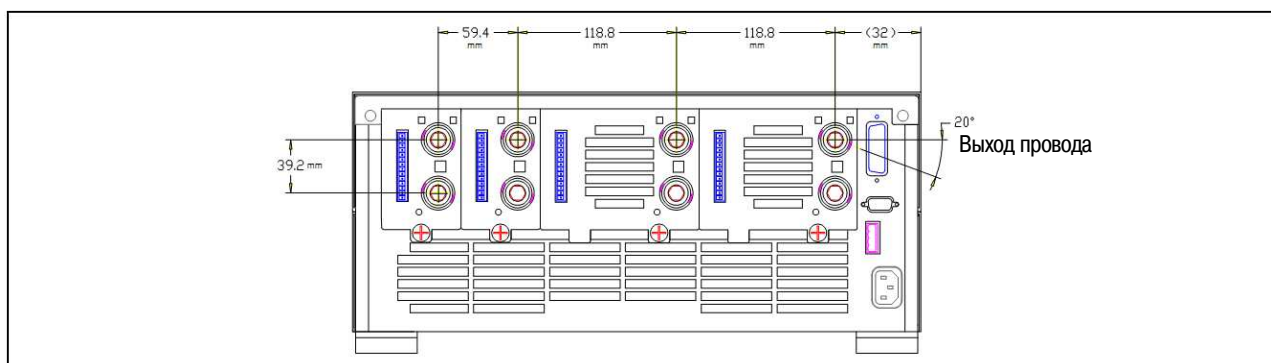 59.4 mm
118.8 mm
118.8 mm
(32) mm
20°
Выход провода
39.2 mm